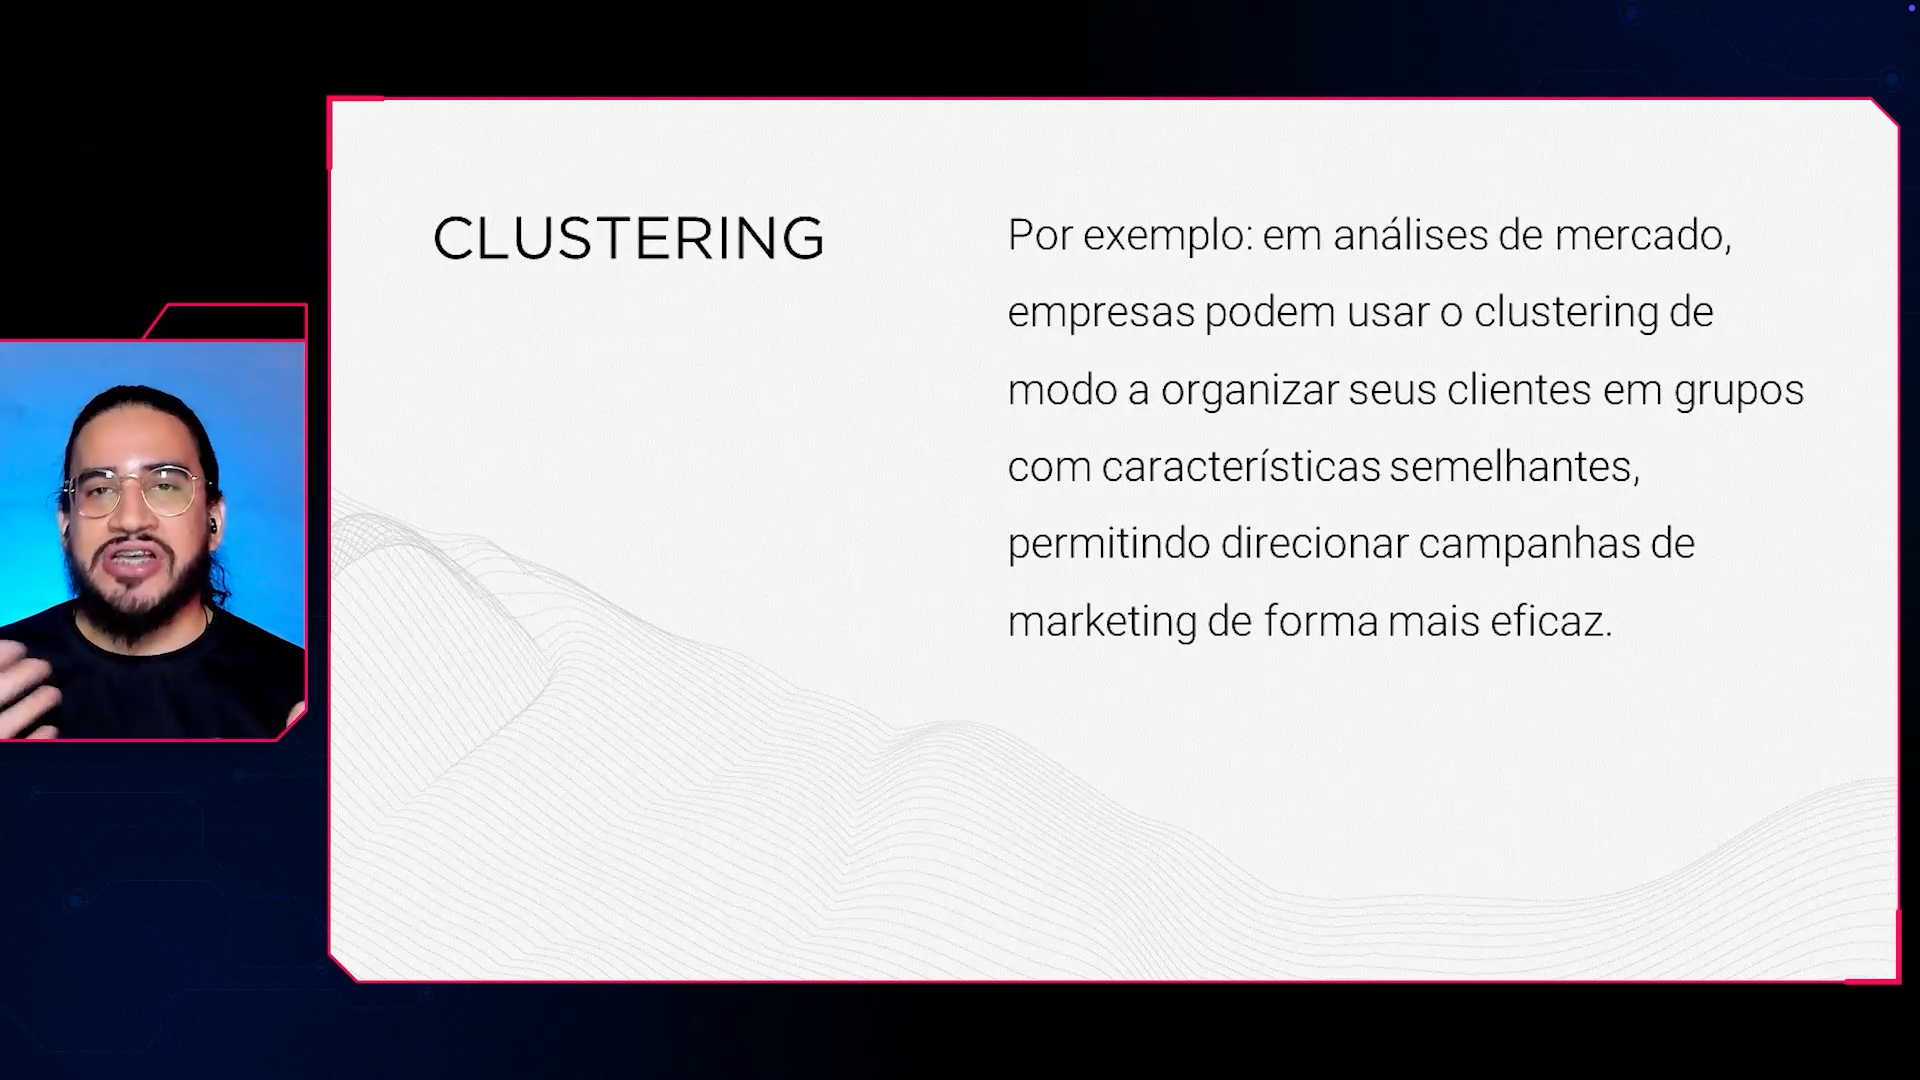 CLUSTERING
Por exemplo: em análises de mercado,
empresas podem usar o clustering de
modo a organizar seus clientes em grupos
com características semelhantes,
permitindo direcionar campanhas de
marketing de forma mais eficaz.